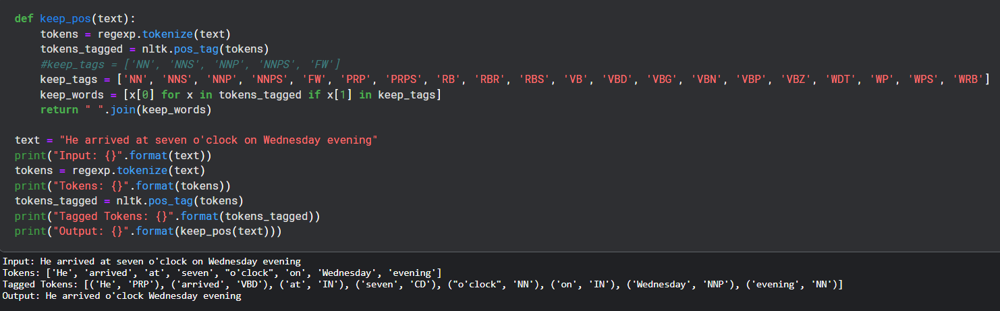 def keep_pos(text):
    tokens = regexp.tokenize(text)
    tokens_tagged = nltk.pos_tag(tokens)
    #keep_tags = ['NN', 'NNS', 'NNP', 'NNPS', 'FW']
    keep_tags = ['NN', 'NNS', 'NNP', 'NNPS', 'FW', 'PRP', 'PRPS', 'RB', 'RBR', 'RBS', 'VB', 'VBD', 'VBG', 'VBN', 'VBP', 'VBZ', 'WDT', 'WP', 'WPS', 'WRB']
    keep_words = [x[0] for x in tokens_tagged if x[1] in keep_tags]
    return " ".join(keep_words)
text = "He arrived at seven o'clock on Wednesday evening"
print("Input: {}".format(text))
tokens = regexp.tokenize(text)
print("Tokens: {}".format(tokens))
tokens_tagged = nltk.pos_tag(tokens)
print("Tagged Tokens: {}".format(tokens_tagged))
print("Output: {}".format(keep_pos(text)))
Input: He arrived at seven o'clock on Wednesday evening
Tokens: ['He', 'arrived', 'at', 'seven', "o'clock", 'on', 'Wednesday', 'evening']
Tagged Tokens: [('He', 'PRP'), ('arrived', 'VBD'), ('at', 'IN'), ('seven', 'CD'), ("o'clock", 'NN'), ('on', 'IN'), ('Wednesday', 'NNP'), ('evening', 'NN')]
Output: He arrived o'clock Wednesday evening